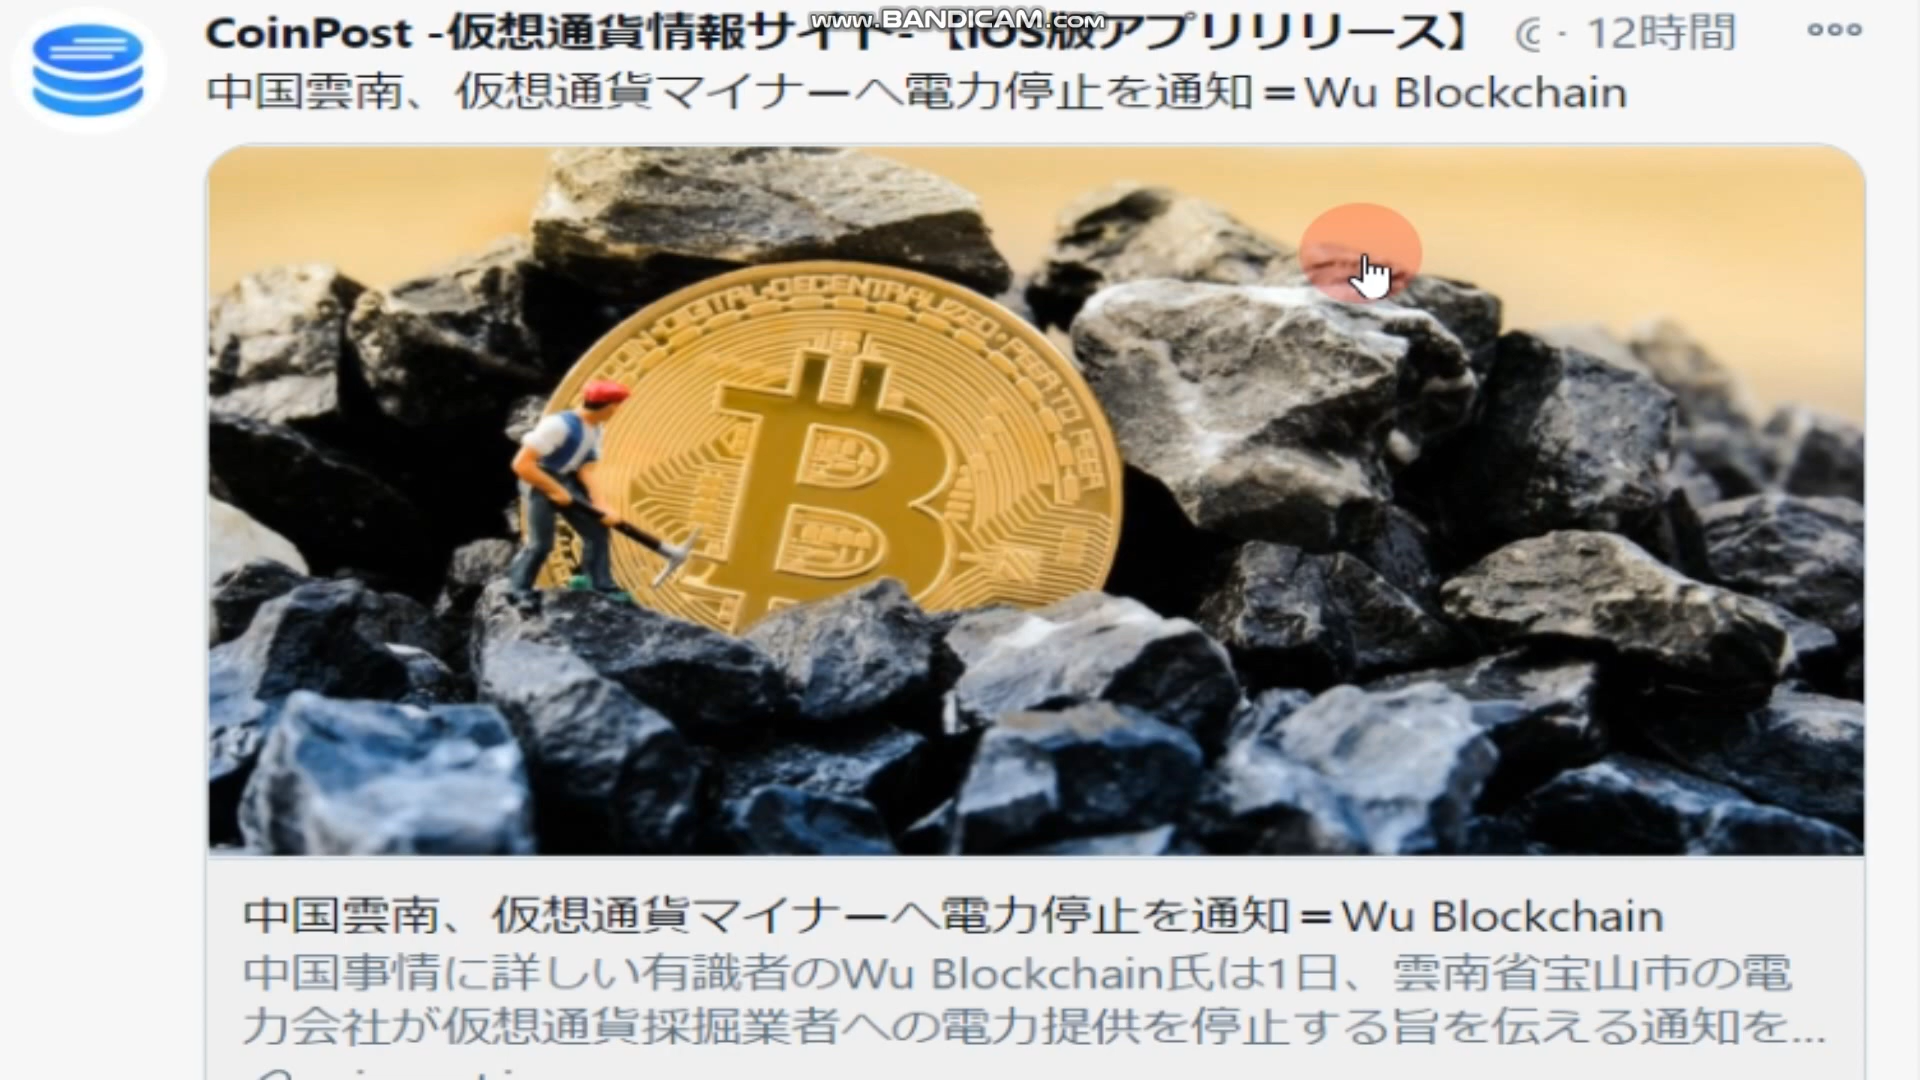 www.BANDICAM.com
CoinPost -仮想通貨情報サイト-【iOS版アプリリリース】 @ · 12時間
中国雲南、仮想通貨マイナーへ電力停止を通知＝Wu Blockchain
COIN DIGITAL DECENTRALIZED PEER TO PEER
中国雲南、仮想通貨マイナーへ電力停止を通知＝Wu Blockchain
中国事情に詳しい有識者のWu Blockchain氏は1日、雲南省宝山市の電
力会社が仮想通貨採掘業者への電力提供を停止する旨を伝える通知を...